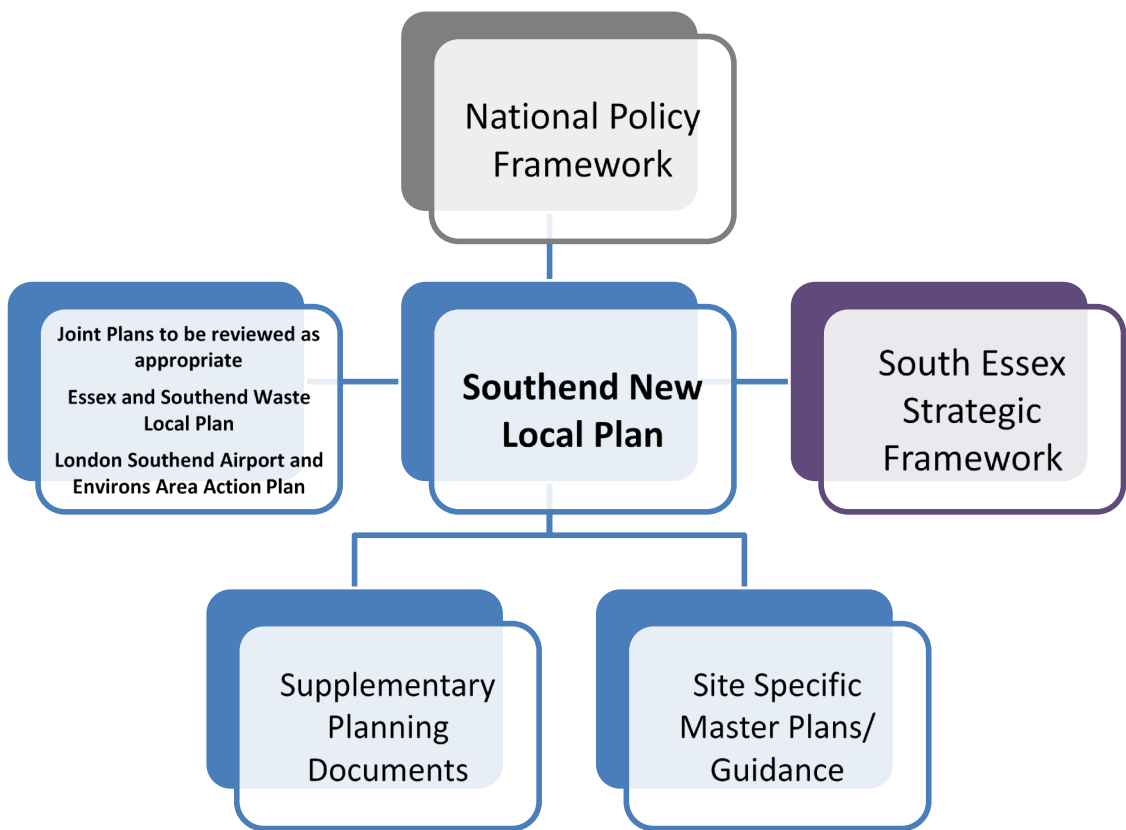 National Policy
Framework
Joint Plans to be reviewed as
appropriate
Essex and Southend Waste
Local Plan
London Southend Airport and
Environs Area Action Plan
Southend New
Local Plan
South Essex
Strategic
Framework
Supplementary
Planning
Documents
Site Specific
Master Plans/
Guidance